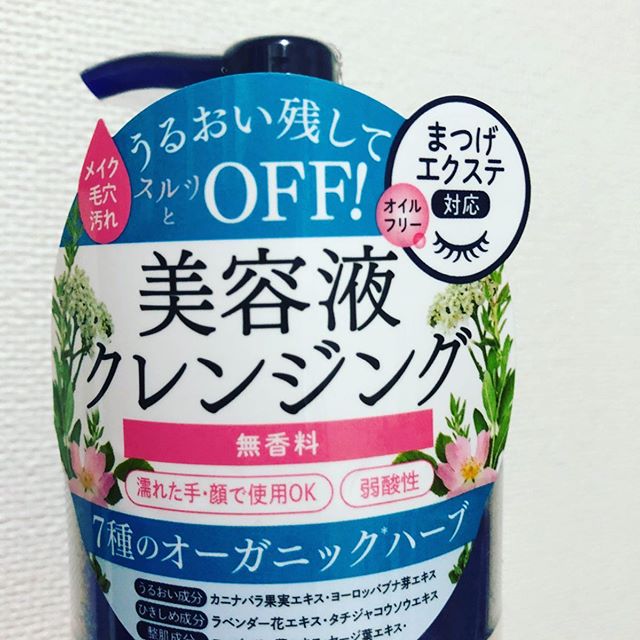 うるおい残して
スルッ
と
OFF!
メイク
毛穴
汚れ
まつげ
エクステ
対応
オイル
フリー
美容液
クレンジング
無香料
濡れた手・顔で使用OK
弱酸性
7種のオーガニック*ハーブ
うるおい成分 カニナバラ果実エキス・ヨーロッパブナ芽エキス
ひきしめ成分 ラベンダー花エキス・タチジャコウソウエキス
整肌成分